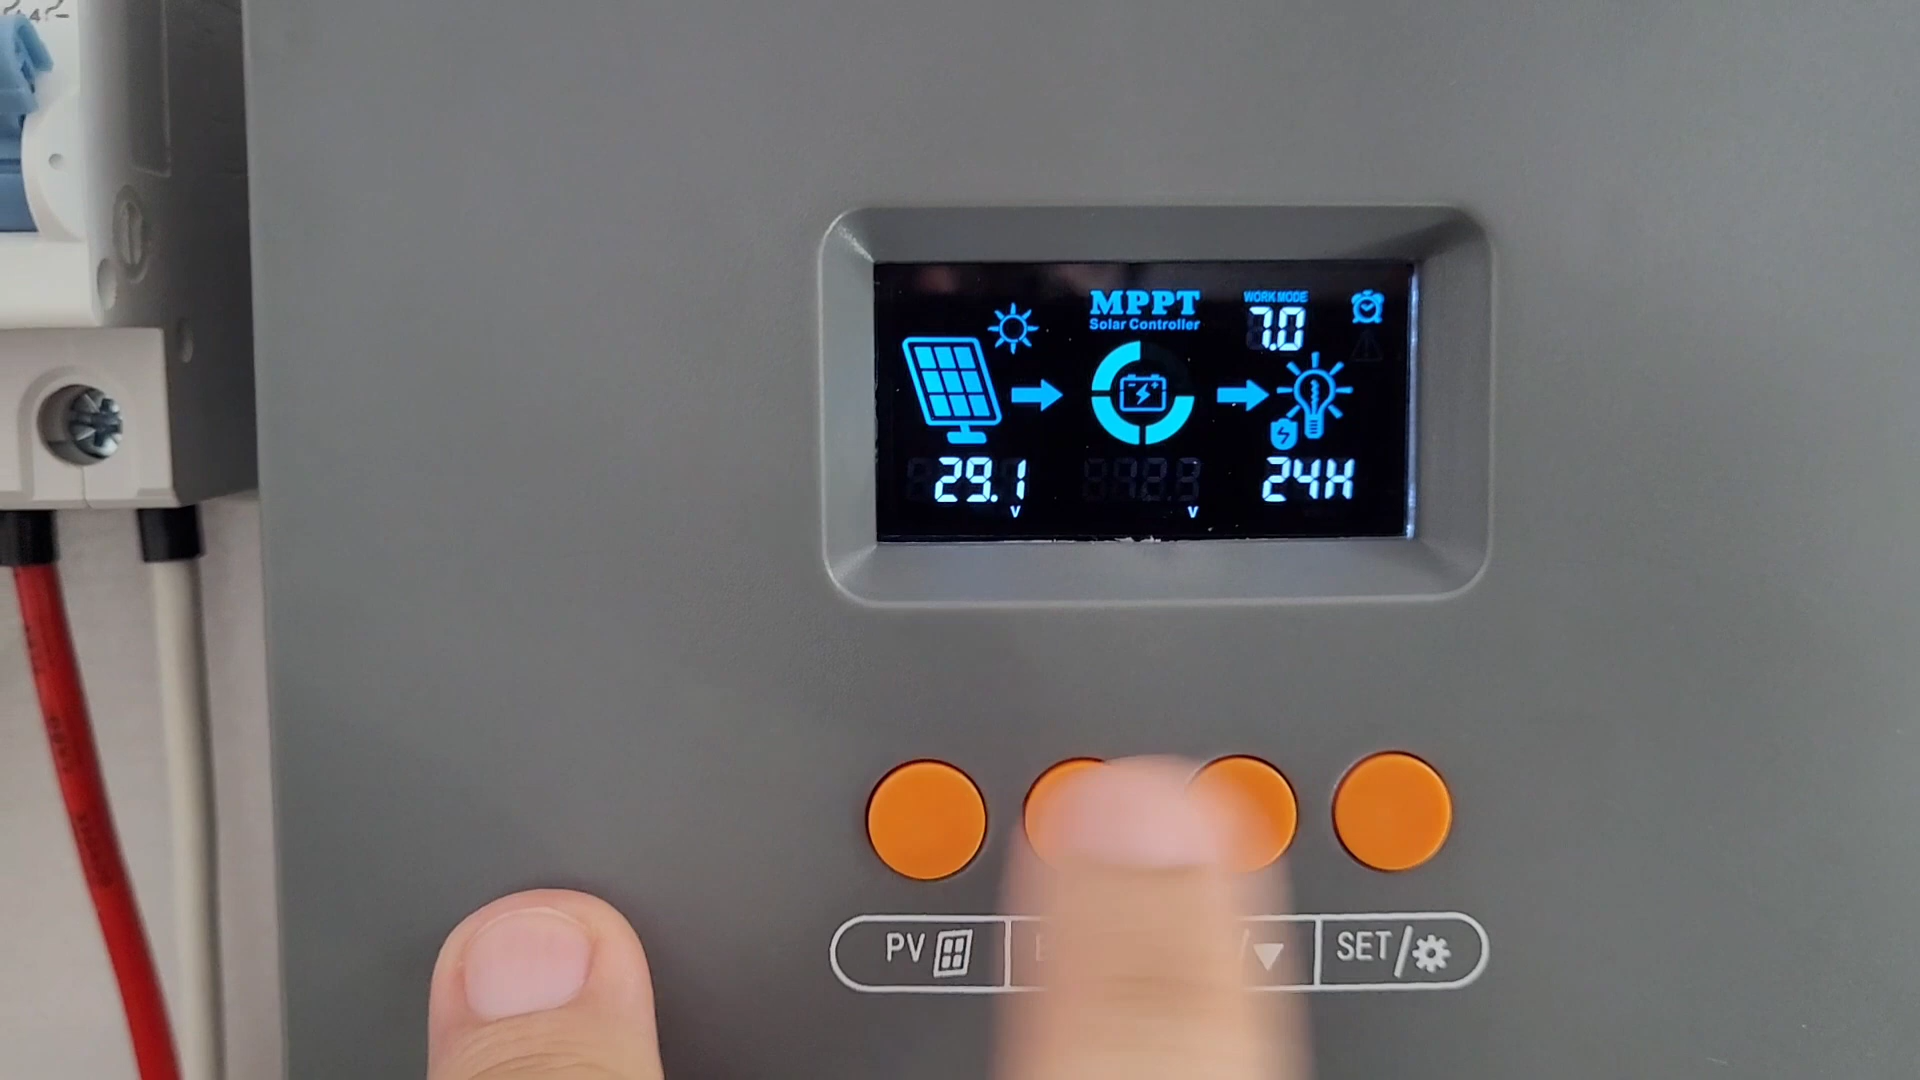 MPPT
Solar Controller
WORK MODE
7.0
29.1
V
V
24H
PV
SET/